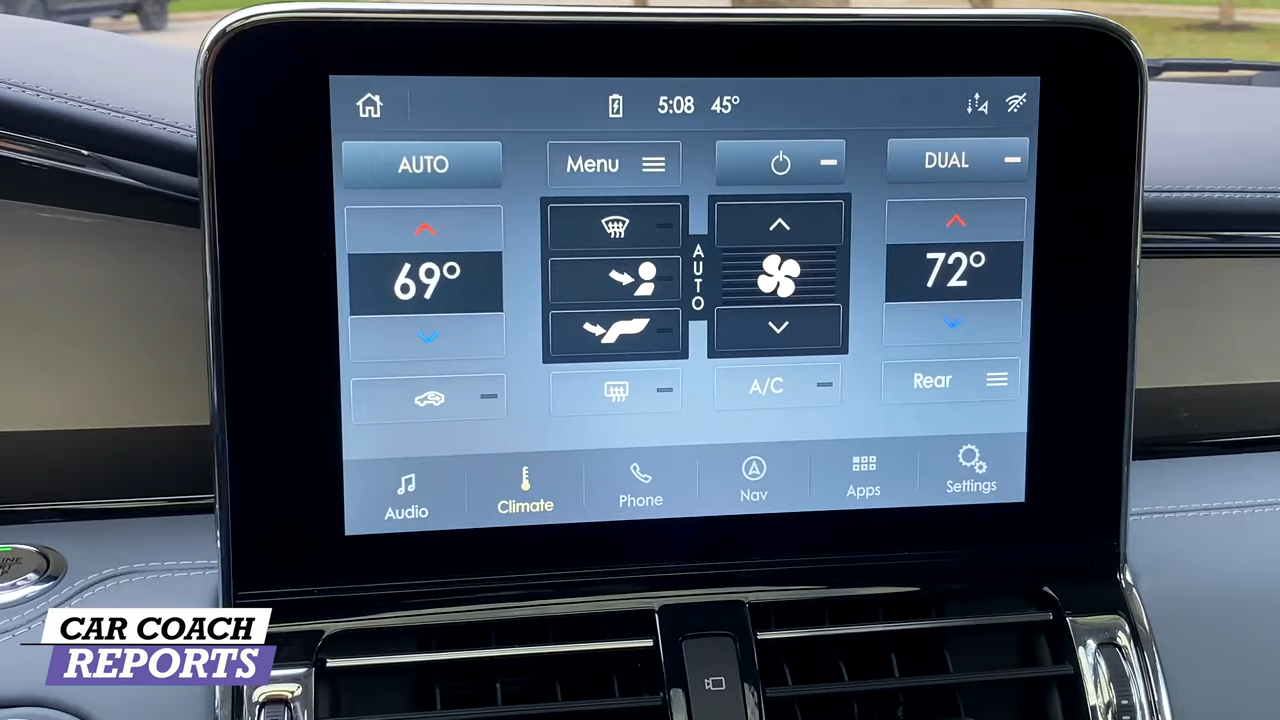 5:08 45°
AUTO
Menu
DUAL
69°
AUTO
72°
A/C
Rear
Audio
Climate
Phone
Nav
Apps
Settings
CAR COACH
REPORTS